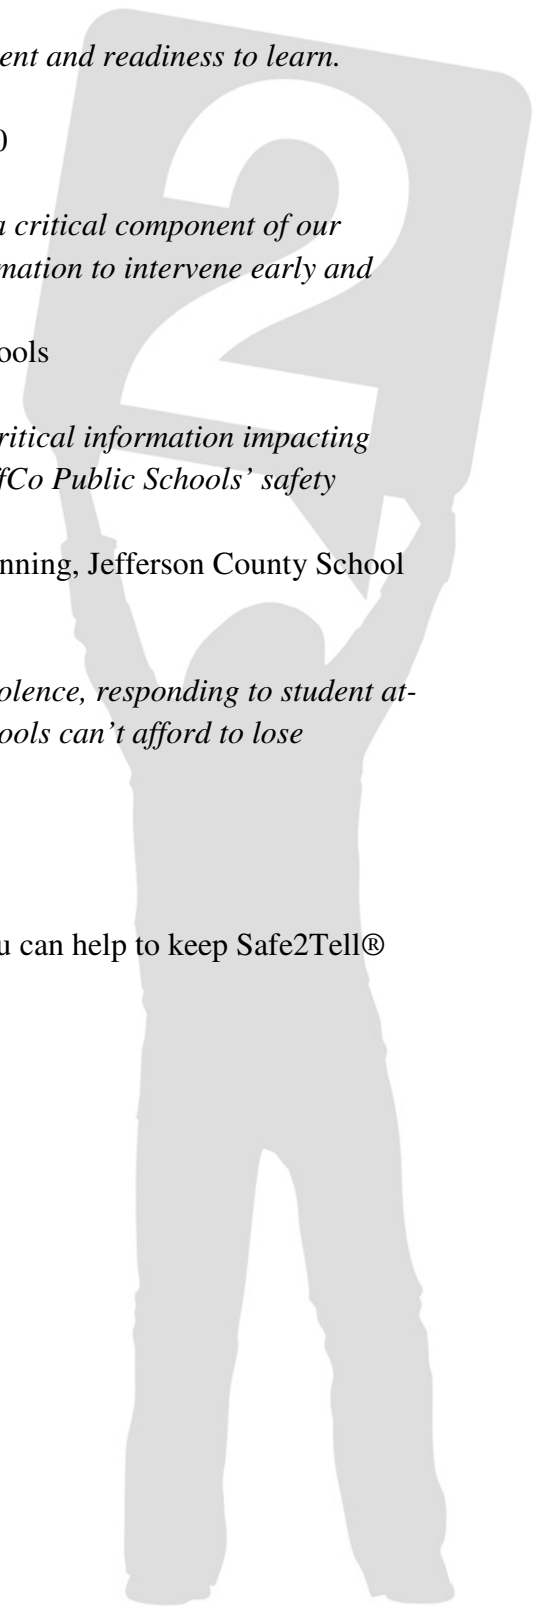 ent and readiness to learn.
2
0
a critical component of our
mation to intervene early and
ools
ritical information impacting
ffCo Public Schools’ safety
nning, Jefferson County School
olence, responding to student at-
ools can’t afford to lose
u can help to keep Safe2Tell®